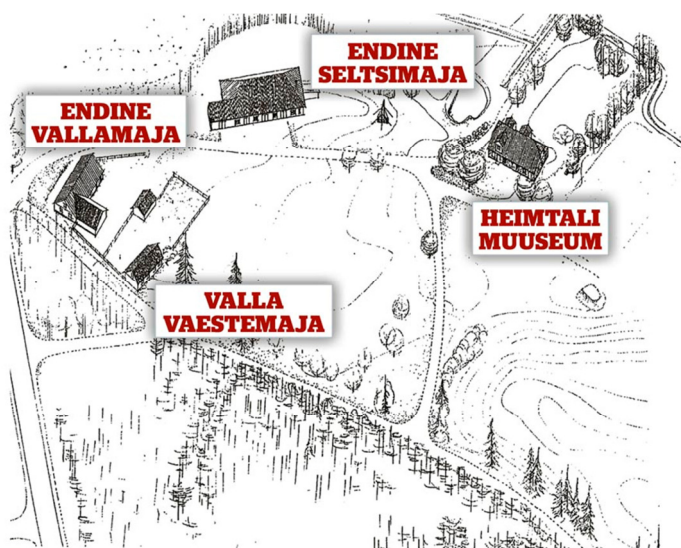 ENDINE
SELTSIMAJA
ENDINE
VALLAMAJA
HEIMTALI
MUUSEUM
VALLA
VAESTEMAJA